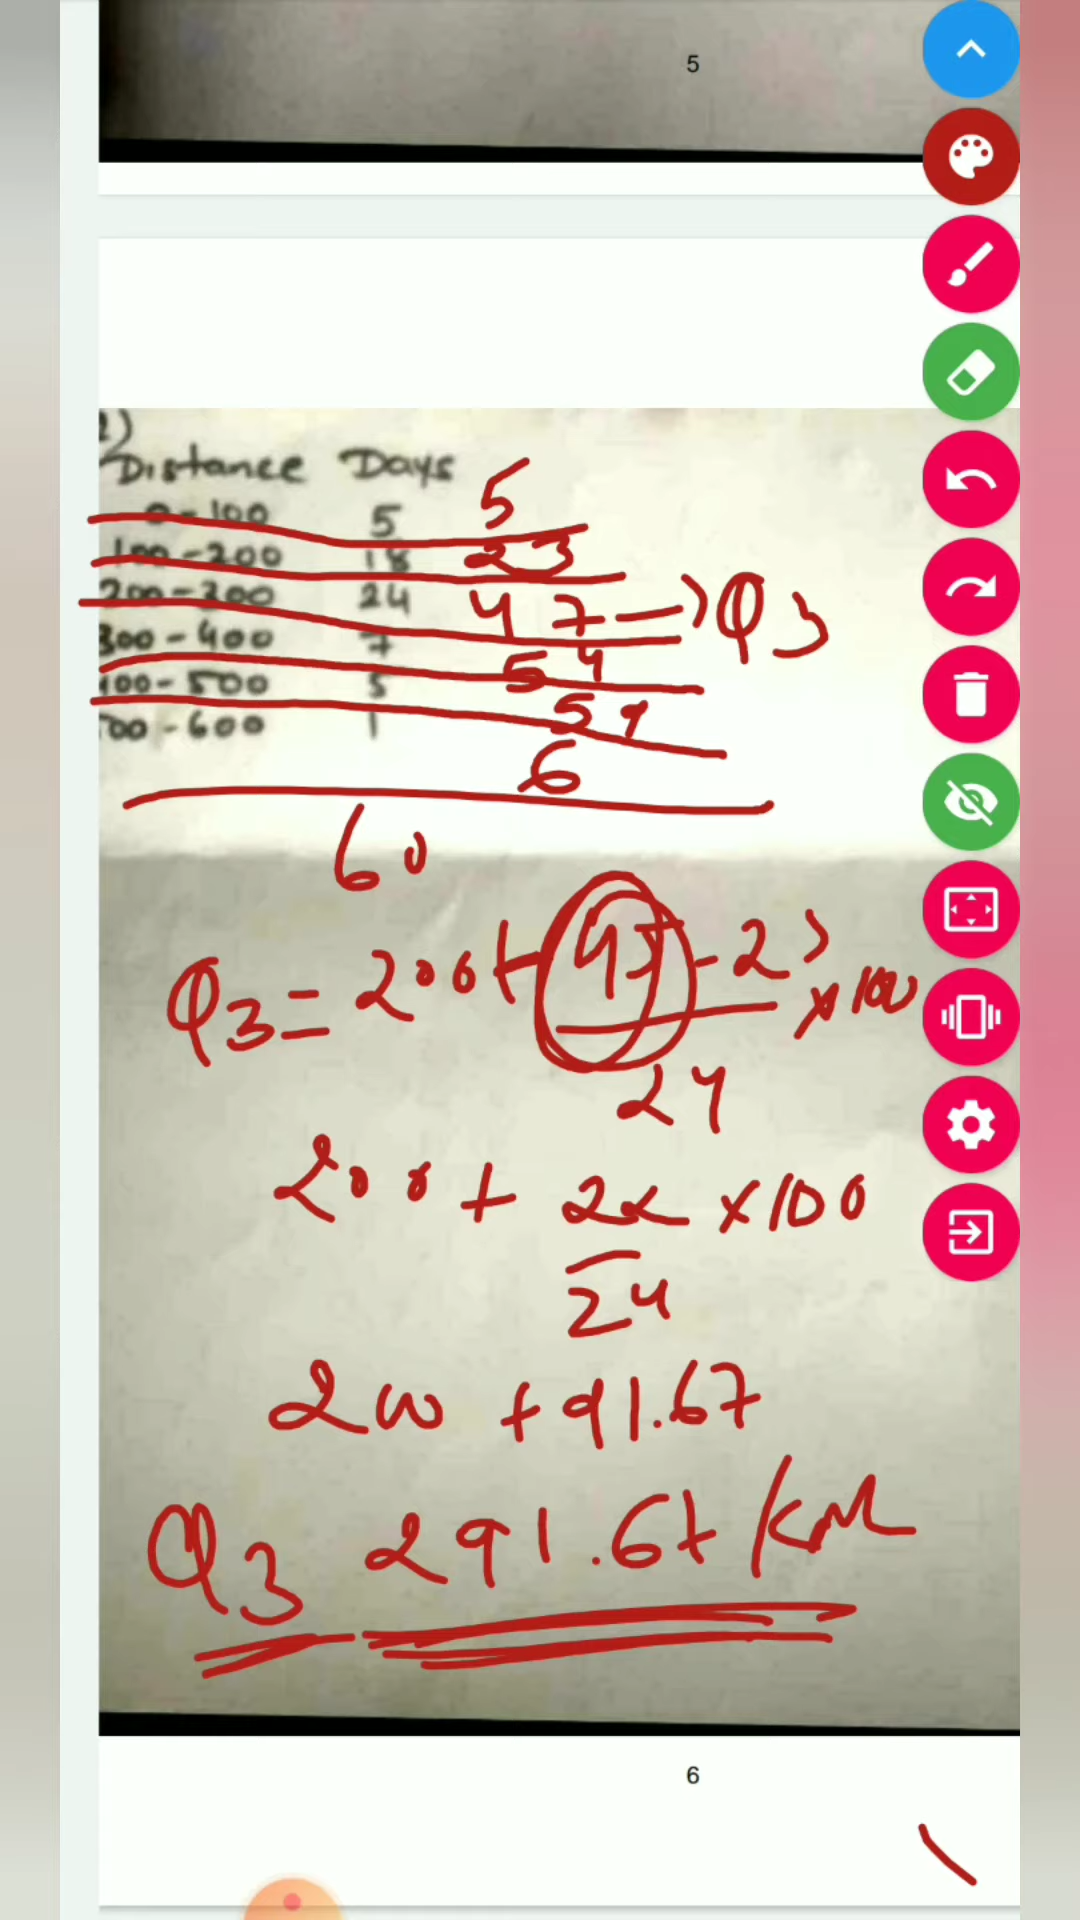 5
2)
Distance Days
0-100 5 5
100-200 18 23
200-300 24 47 → Q3
300-400 7 54
400-500 5 59
500-600 1 6
60
Q3 = 200 + 45 - 23 × 100
24
200 + 22 × 100
24
200 + 91.67
Q3 291.67 KM
6